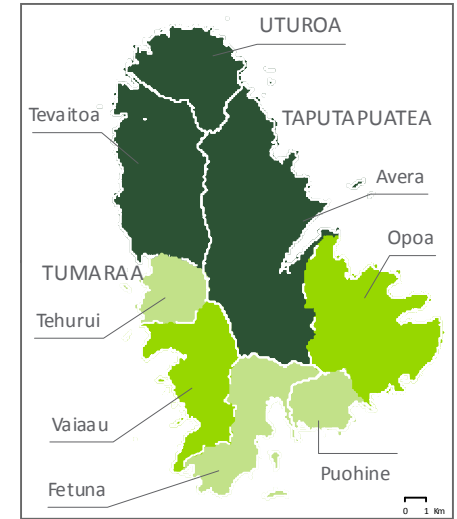 UTUROA
Tevaitoa
TAPUTAPUATEA
Avera
Opoa
TUMARAA
Tehurui
Vaiaau
Puohine
Fetuna
0 1 Km